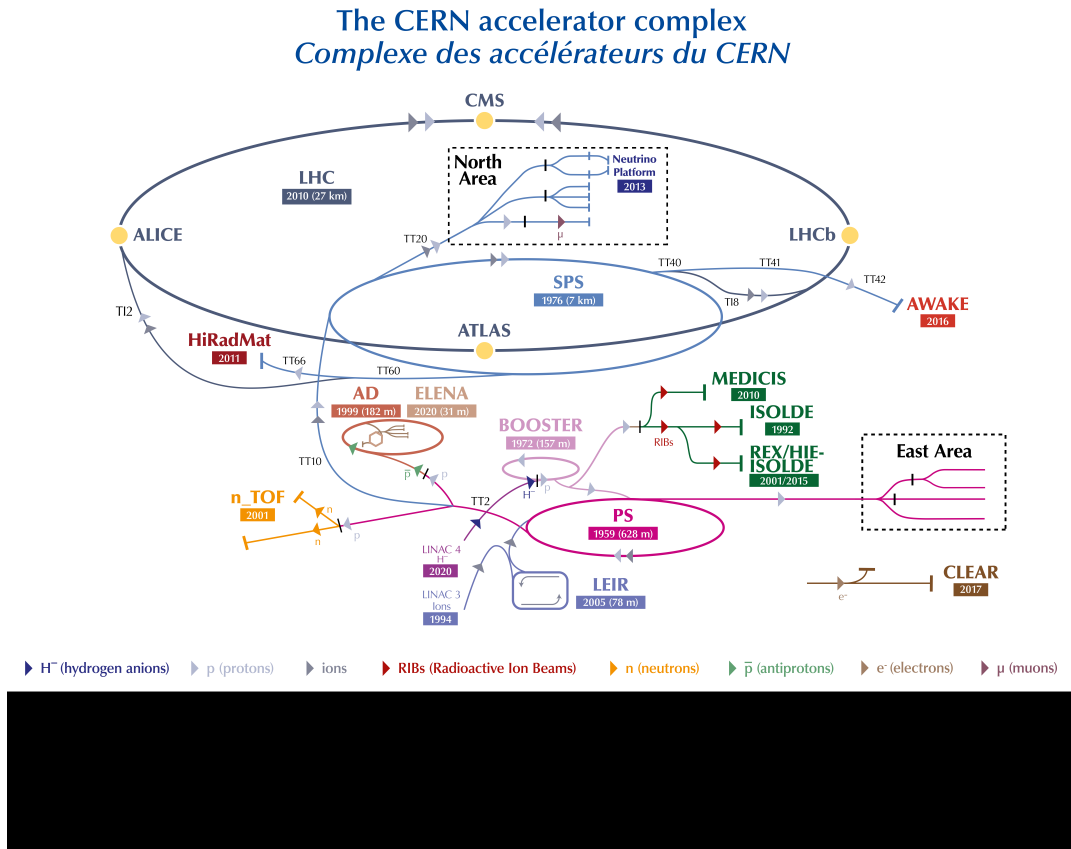 The CERN accelerator complex
Complexe des accélérateurs du CERN
CMS
North
Area
Neutrino
Platform
2013
LHC
2010 (27 km)
μ
ALICE
LHCb
TT20
TT40
TT41
TT42
SPS
1976 (7 km)
TI8
TI2
AWAKE
2016
ATLAS
HiRadMat
2011
TT66
TT60
MEDICIS
2010
AD
1999 (182 m)
ELENA
2020 (31 m)
BOOSTER
1972 (157 m)
ISOLDE
1992
RIBs
REX/HIE-
ISOLDE
2001/2015
East Area
TT10
p̅
p
H⁻
p
TT2
n_TOF
2001
n
n
p
PS
1959 (628 m)
LINAC 4
H⁻
2020
LINAC 3
Ions
1994
LEIR
2005 (78 m)
CLEAR
2017
e⁻
H⁻ (hydrogen anions)
p (protons)
ions
RIBs (Radioactive Ion Beams)
n (neutrons)
p̅ (antiprotons)
e⁻ (electrons)
μ (muons)